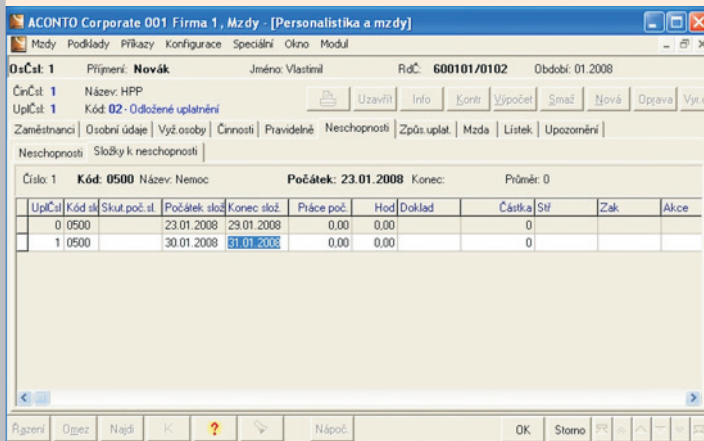 ACONTO Corporate 001 Firma 1, Mzdy - [Personalistika a mzdy]
Mzdy Podklady Příkazy Konfigurace Speciální Okno Modul
OsČsl: 1 Příjmení: Novák Jméno: Vlastimil RdČ: 600101/0102 Období: 01.2008
ČinČsl: 1 Název: HPP
UplČsl: 1 Kód: 02 - Odložené uplatnění
Uzavřít Info Kontr Výpočet Smaž Nová Oprava
Zaměstnanci Osobní údaje Vyž.osoby Činnosti Pravidelně Neschopnosti Způs.uplat. Mzda Lístek Upozornění
Neschopnosti Složky k neschopnosti
Číslo: 1 Kód: 0500 Název: Nemoc Počátek: 23.01.2008 Konec: Průměr: 0
UplČsl Kód sk Skut.poč.sl. Počátek slož Konec slož. Práce poč. Hod Doklad Částka Stř Zak Akce
0 0500 23.01.2008 29.01.2008 0,00 0,00 0
1 0500 30.01.2008 31.01.2008 0,00 0,00 0
Řazení Omez Najdi K ? Nápoč. OK Storno